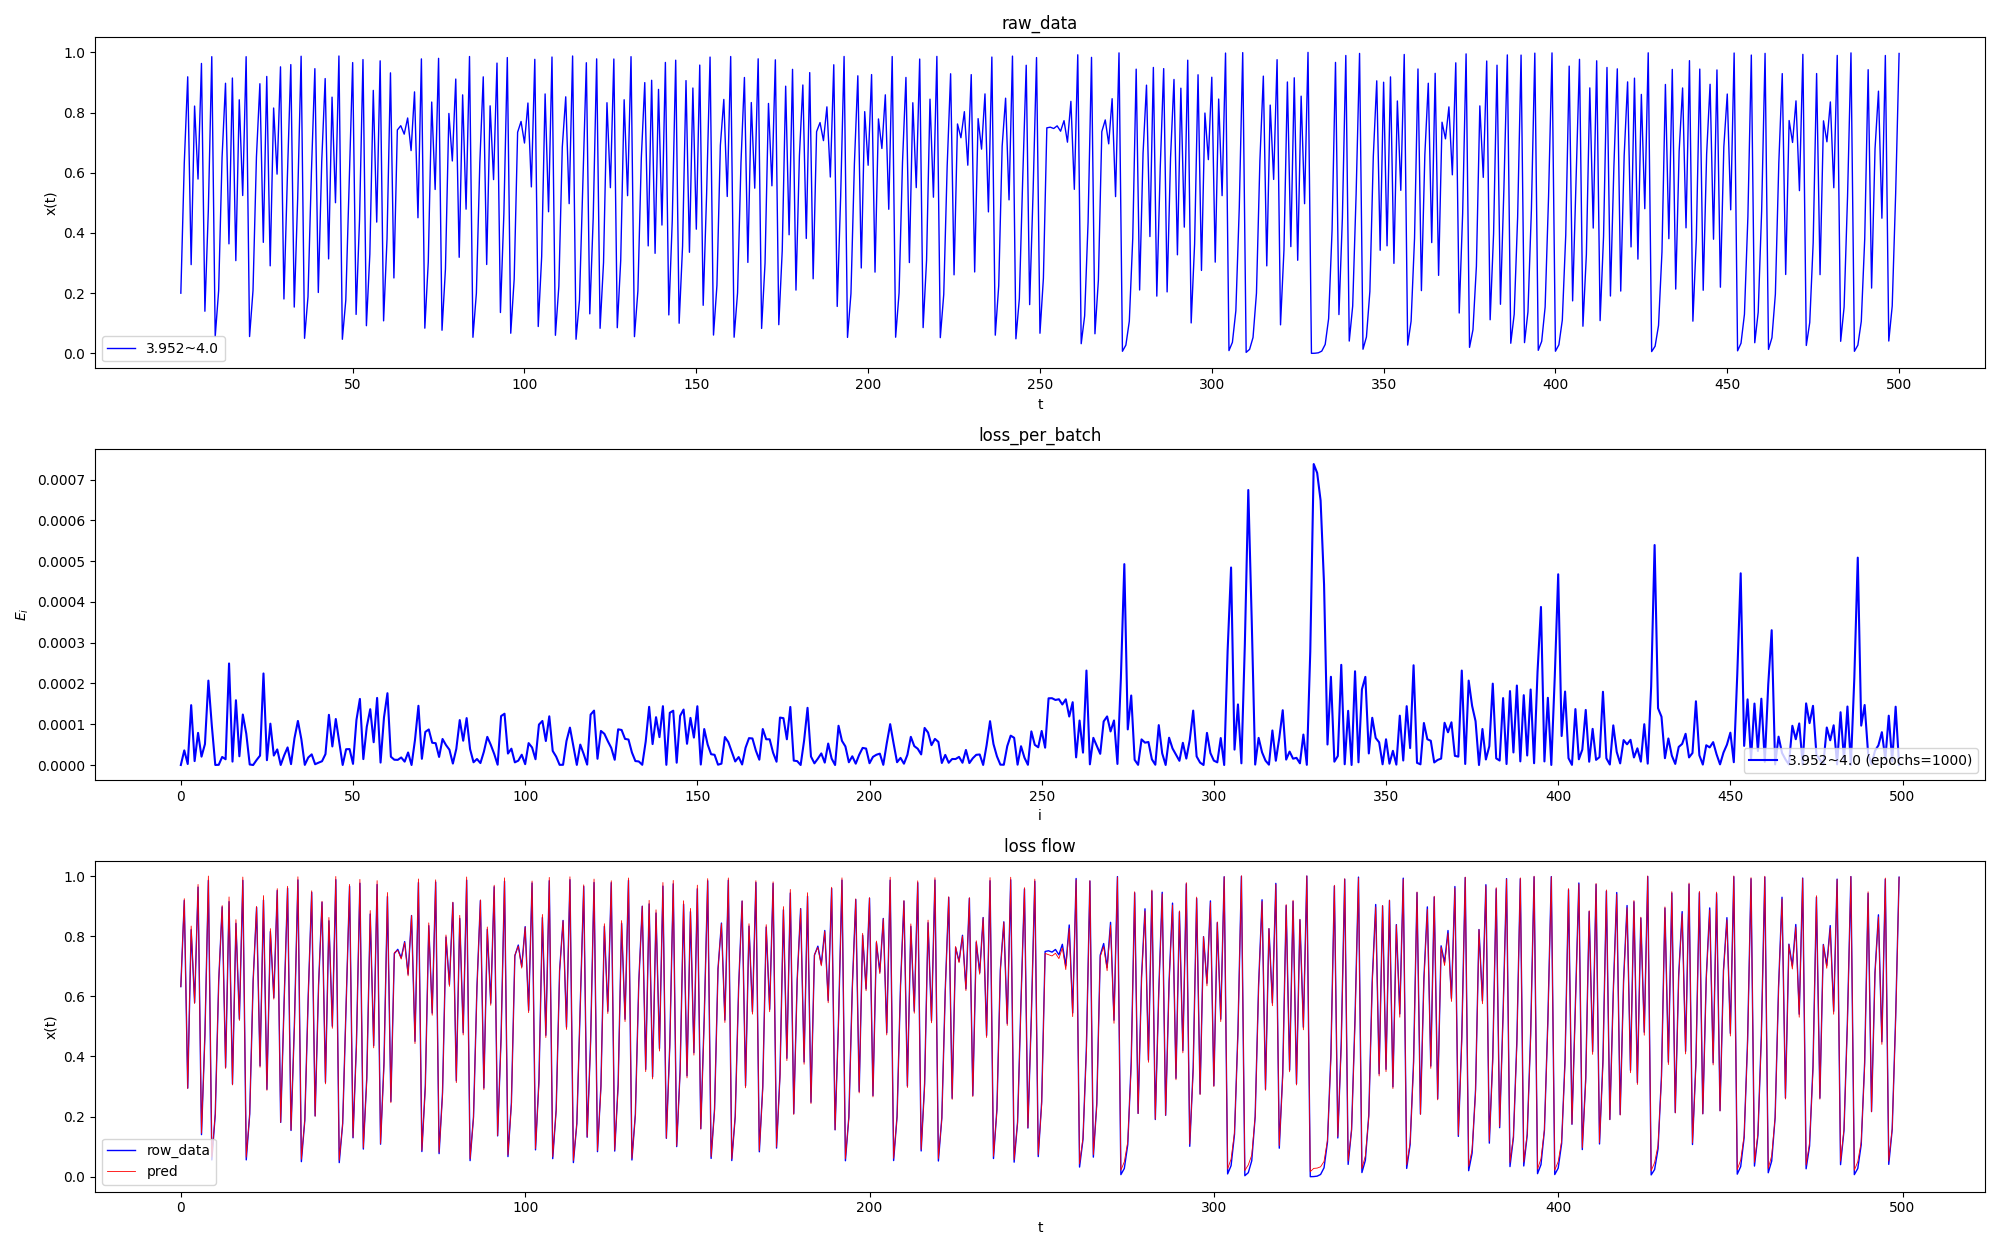 raw_data
1.0
0.8
0.6
0.4
0.2
0.0
x(t)
3.952~4.0
50 100 150 200 250 300 350 400 450 500
t
loss_per_batch
0.0007
0.0006
0.0005
0.0004
0.0003
0.0002
0.0001
0.0000
E_i
3.952~4.0 (epochs=1000)
0 50 100 150 200 250 300 350 400 450 500
i
loss flow
1.0
0.8
0.6
0.4
0.2
0.0
x(t)
row_data
pred
0 100 200 300 400 500
t